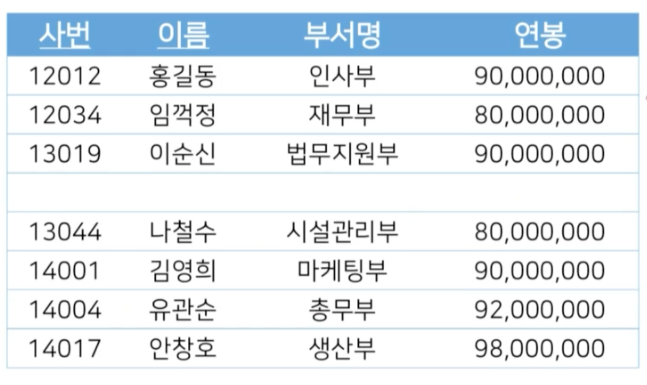 사번 이름 부서명 연봉
12012 홍길동 인사부 90,000,000
12034 임꺽정 재무부 80,000,000
13019 이순신 법무지원부 90,000,000
13044 나철수 시설관리부 80,000,000
14001 김영희 마케팅부 90,000,000
14004 유관순 총무부 92,000,000
14017 안창호 생산부 98,000,000